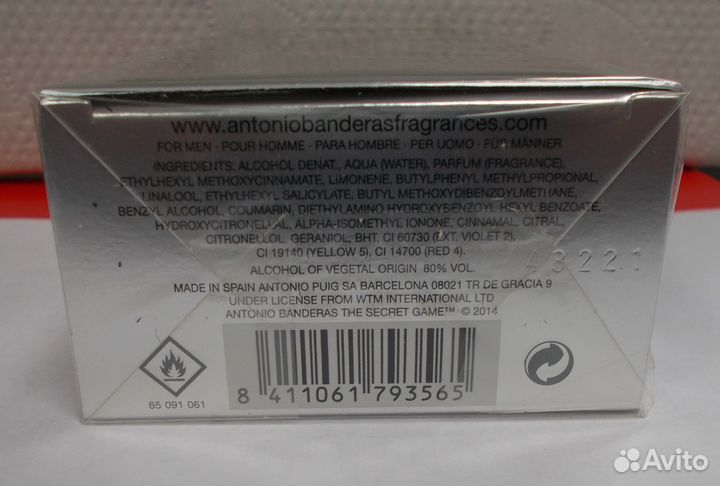 www.antoniobanderasfragrances.com
FOR MEN · POUR HOMME · PARA HOMBRE · PER UOMO · FÜR MÄNNER
INGREDIENTS: ALCOHOL DENAT., AQUA (WATER), PARFUM (FRAGRANCE),
ETHYLHEXYL METHOXYCINNAMATE, LIMONENE, BUTYLPHENYL METHYLPROPIONAL,
LINALOOL, ETHYLHEXYL SALICYLATE, BUTYL METHOXYDIBENZOYLMETHANE,
BENZYL ALCOHOL, COUMARIN, DIETHYLAMINO HYDROXYBENZOYL HEXYL BENZOATE,
HYDROXYCITRONELLAL, ALPHA-ISOMETHYL IONONE, CINNAMAL, CITRAL,
CITRONELLOL, GERANIOL, BHT. CI 60730 (EXT. VIOLET 2),
CI 19140 (YELLOW 5), CI 14700 (RED 4).
43221
ALCOHOL OF VEGETAL ORIGIN 80% VOL.
MADE IN SPAIN ANTONIO PUIG SA BARCELONA 08021 TR DE GRACIA 9
UNDER LICENSE FROM WTM INTERNATIONAL LTD
ANTONIO BANDERAS THE SECRET GAME™ · © 2014
8 411061 793565
65 091 061
Avito